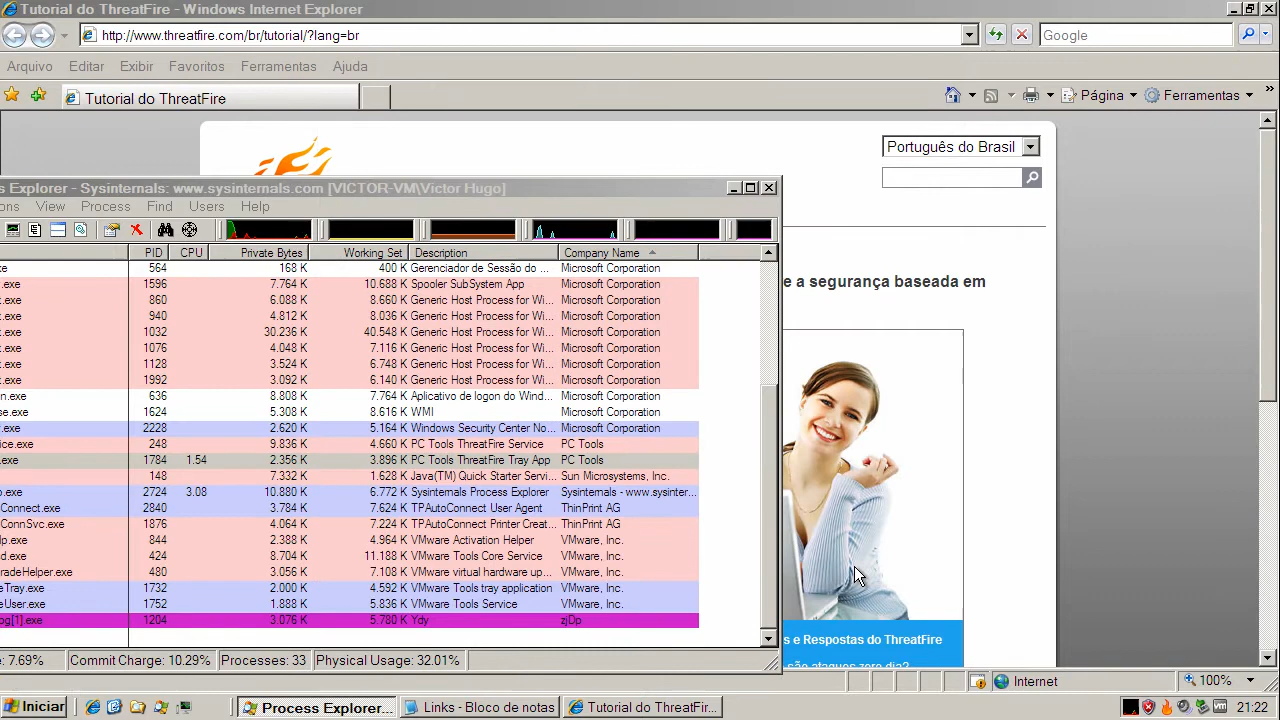 Tutorial do ThreatFire - Windows Internet Explorer
http://www.threatfire.com/br/tutorial/?lang=br
Google
Arquivo Editar Exibir Favoritos Ferramentas Ajuda
Tutorial do ThreatFire
Página Ferramentas
Português do Brasil
s Explorer - Sysinternals: www.sysinternals.com [VICTOR-VM\Victor Hugo]
ons View Process Find Users Help
PID CPU Private Bytes Working Set Description Company Name
xe 564 168 K 400 K Gerenciador de Sessão do ... Microsoft Corporation
.exe 1596 7.764 K 10.688 K Spooler SubSystem App Microsoft Corporation
t.exe 860 6.088 K 8.660 K Generic Host Process for Wi... Microsoft Corporation
t.exe 940 4.812 K 8.036 K Generic Host Process for Wi... Microsoft Corporation
t.exe 1032 30.236 K 40.548 K Generic Host Process for Wi... Microsoft Corporation
t.exe 1076 4.048 K 7.116 K Generic Host Process for Wi... Microsoft Corporation
t.exe 1128 3.524 K 6.748 K Generic Host Process for Wi... Microsoft Corporation
t.exe 1992 3.092 K 6.140 K Generic Host Process for Wi... Microsoft Corporation
n.exe 636 8.808 K 7.764 K Aplicativo de logon do Wind... Microsoft Corporation
se.exe 1624 5.308 K 8.616 K WMI Microsoft Corporation
y.exe 2228 2.620 K 5.164 K Windows Security Center No... Microsoft Corporation
ice.exe 248 9.836 K 4.660 K PC Tools ThreatFire Service PC Tools
.exe 1784 1.54 2.356 K 3.896 K PC Tools ThreatFire Tray App PC Tools
148 7.332 K 1.628 K Java(TM) Quick Starter Servi... Sun Microsystems, Inc.
p.exe 2724 3.08 10.880 K 6.772 K Sysinternals Process Explorer Sysinternals - www.sysinter...
Connect.exe 2840 3.784 K 7.624 K TPAutoConnect User Agent ThinPrint AG
ConnSvc.exe 1876 4.064 K 7.224 K TPAutoConnect Printer Creat... ThinPrint AG
lp.exe 844 2.388 K 4.964 K VMware Activation Helper VMware, Inc.
d.exe 424 8.704 K 11.188 K VMware Tools Core Service VMware, Inc.
radeHelper.exe 480 3.056 K 7.108 K VMware virtual hardware up... VMware, Inc.
eTray.exe 1732 2.000 K 4.592 K VMware Tools tray application VMware, Inc.
eUser.exe 1752 1.888 K 5.836 K VMware Tools Service VMware, Inc.
og[1].exe 1204 3.076 K 5.780 K Ydy zjDp
e: 7.69% Commit Charge: 10.29% Processes: 33 Physical Usage: 32.01%
e a segurança baseada em
s e Respostas do ThreatFire
são ataques zero dia?
Internet 100%
Iniciar Process Explorer... Links - Bloco de notas Tutorial do ThreatFir... 21:22